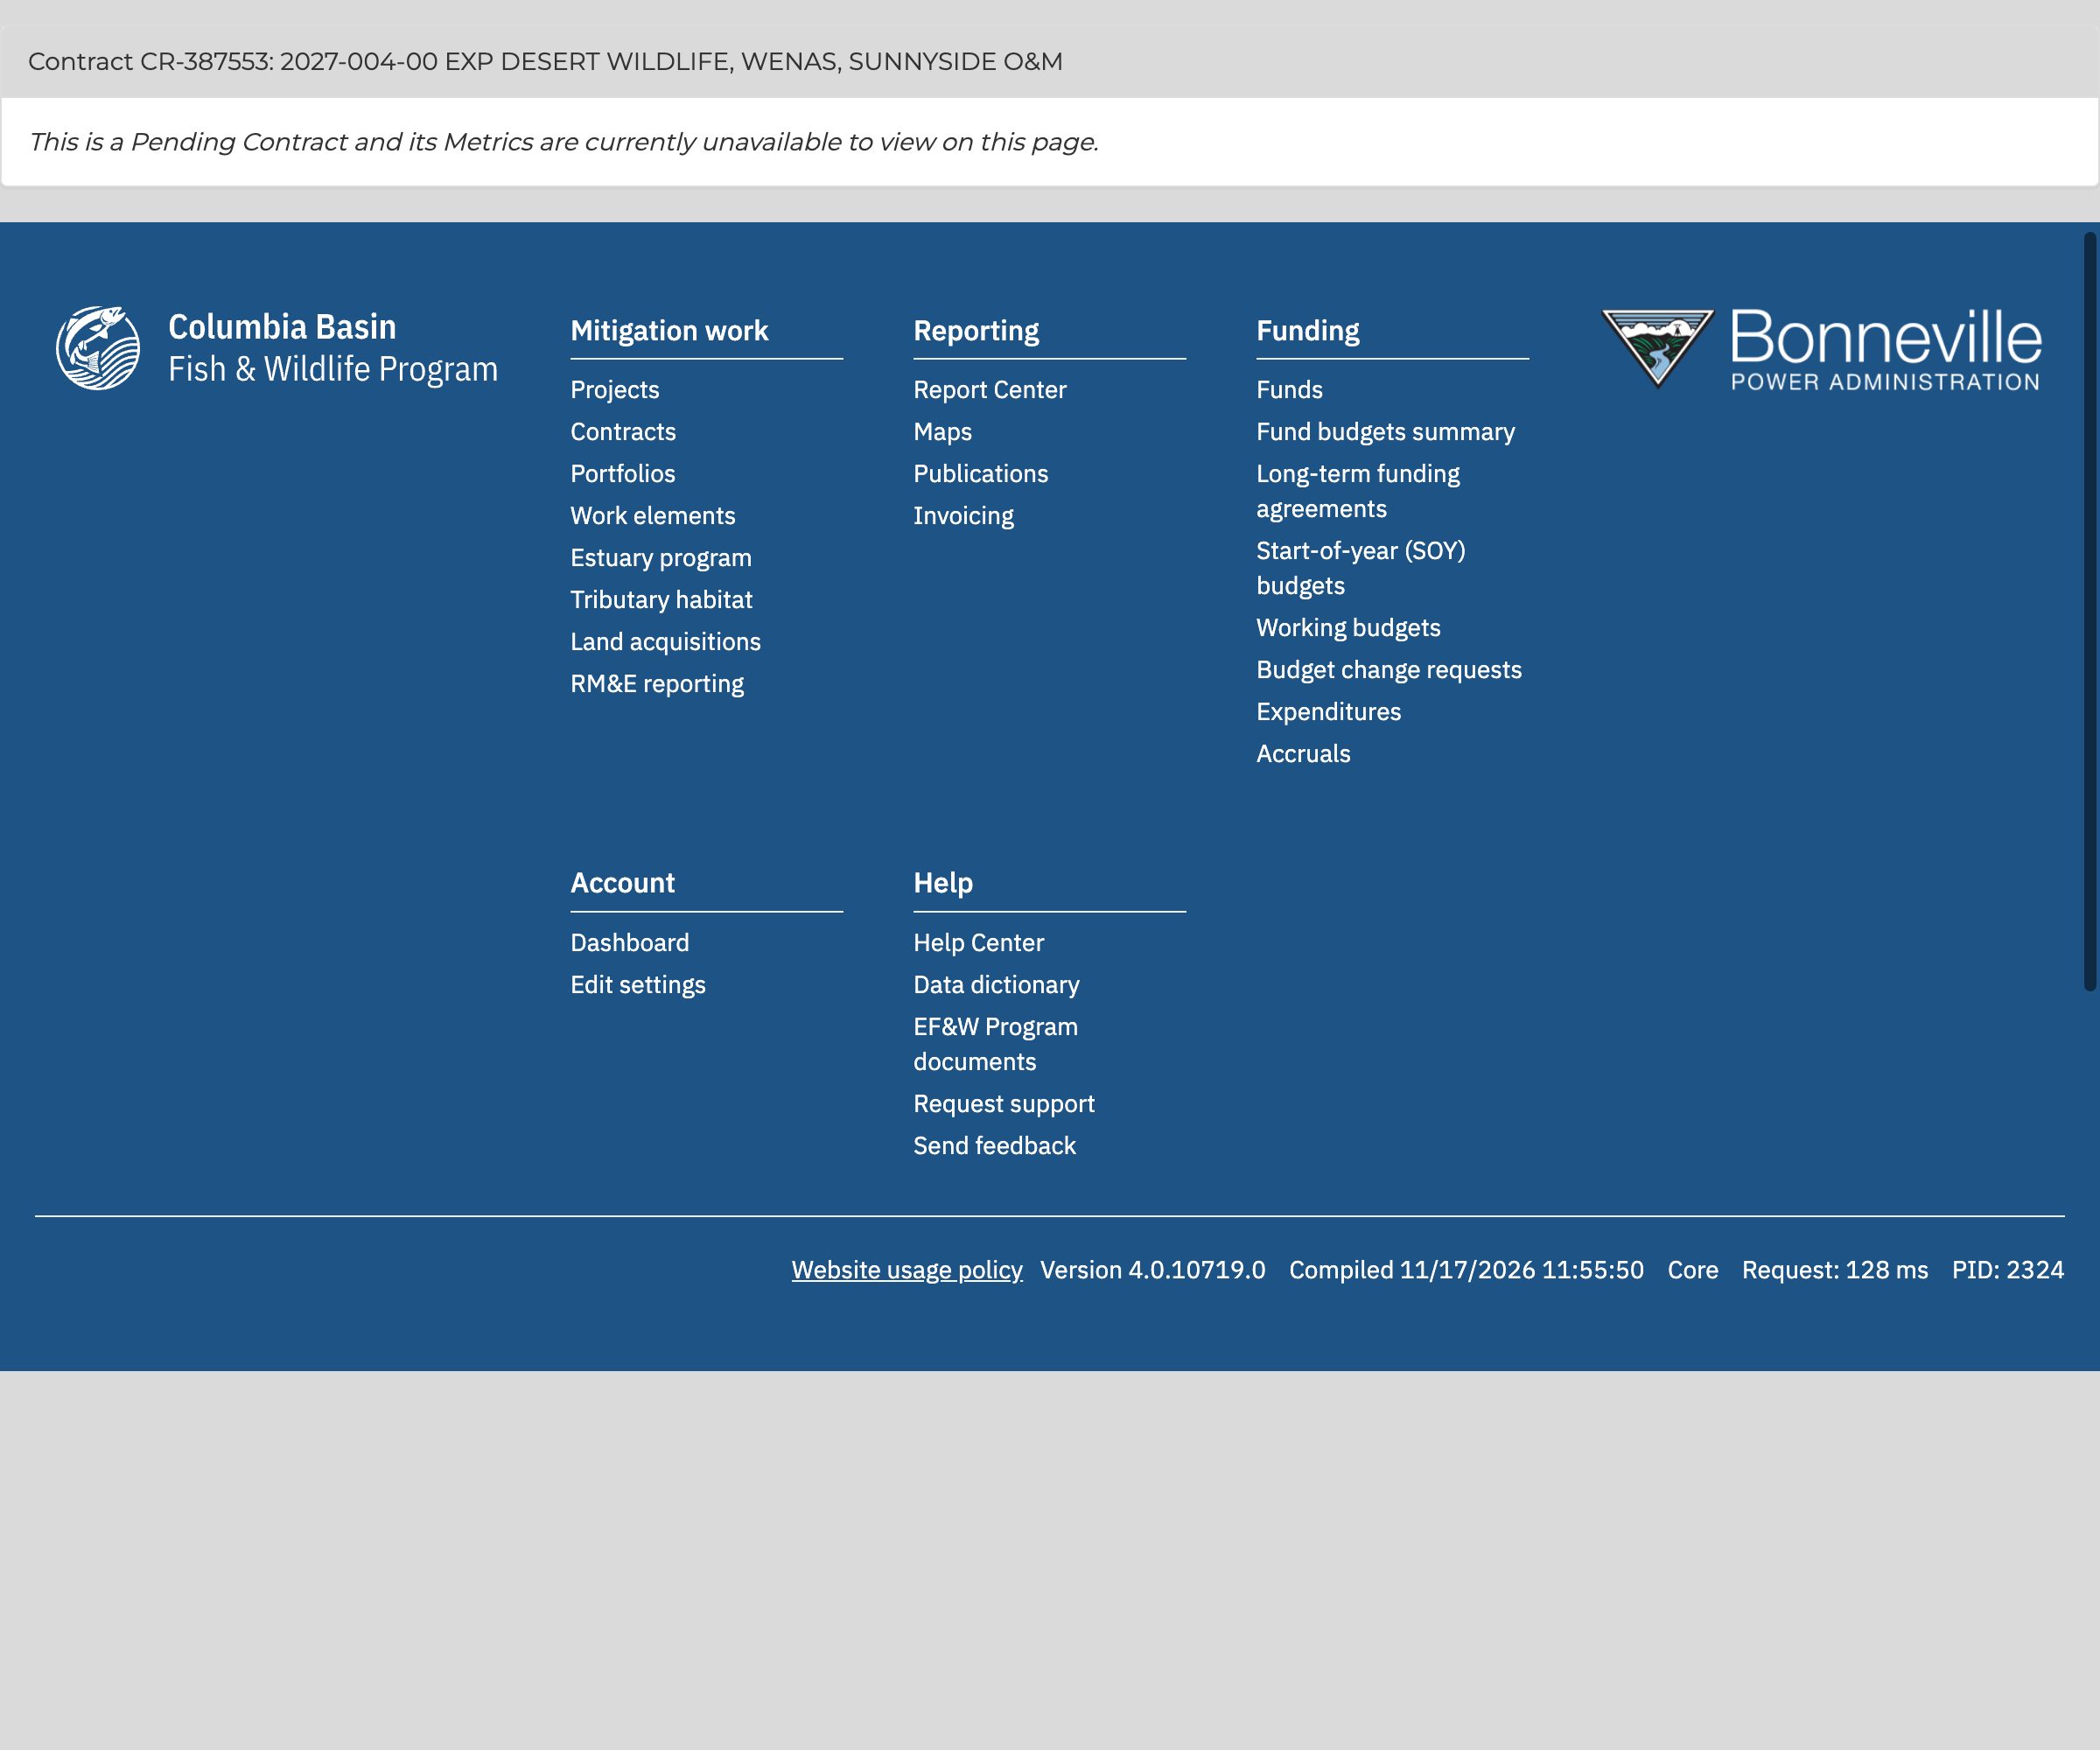 Contract CR-387553: 2027-004-00 EXP DESERT WILDLIFE, WENAS, SUNNYSIDE O&M
This is a Pending Contract and its Metrics are currently unavailable to view on this page.
Columbia Basin
Fish & Wildlife Program
Mitigation work
Projects
Contracts
Portfolios
Work elements
Estuary program
Tributary habitat
Land acquisitions
RM&E reporting
Reporting
Report Center
Maps
Publications
Invoicing
Funding
Funds
Fund budgets summary
Long-term funding
agreements
Start-of-year (SOY)
budgets
Working budgets
Budget change requests
Expenditures
Accruals
Bonneville
POWER ADMINISTRATION
Account
Dashboard
Edit settings
Help
Help Center
Data dictionary
EF&W Program
documents
Request support
Send feedback
Website usage policy Version 4.0.10719.0 Compiled 11/17/2026 11:55:50 Core Request: 128 ms PID: 2324